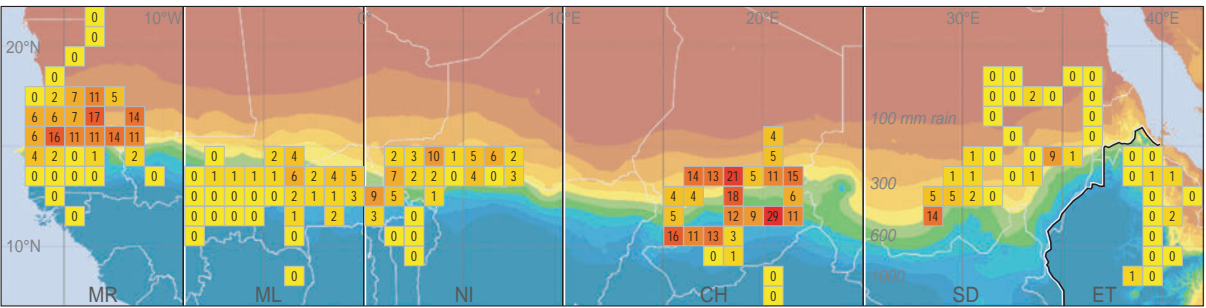 0 10°W 0° 10°E 20°E 30°E 40°E
0
20°N 0
0 0 0 0 0
0 2 7 11 5 0 0 2 0 0
6 6 7 17 14 100 mm rain 0 0
6 16 11 11 14 11 4 0 0
4 2 0 1 2 0 2 4 2 3 10 1 5 6 2 5 1 0 0 9 1 0 0
0 0 0 0 0 0 1 1 1 1 6 2 4 5 7 2 2 0 4 0 3 14 13 21 5 11 15 300 1 1 0 1 0 1 1
0 0 0 0 0 0 2 1 1 3 9 5 1 4 4 18 6 5 5 2 0 0 0
0 0 0 0 0 1 2 3 0 5 12 9 29 11 14 0 2
10°N 0 0 0 16 11 13 3 600 0 0
0 0 1 0 0
0 0 1000 1 0
MR ML NI CH 0 SD ET